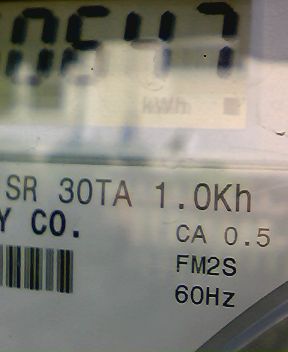 0547
kWh
SR 30TA 1.0Kh
Y CO.
CA 0.5
FM2S
60Hz